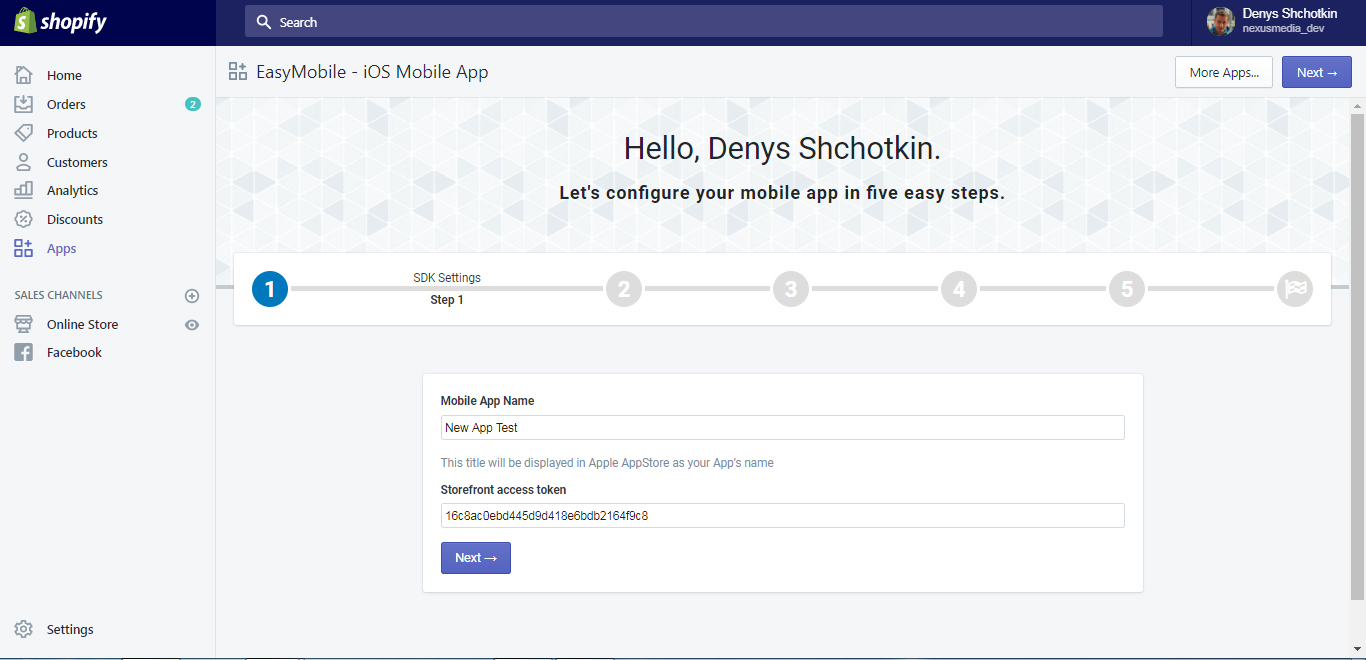 shopify
Search
Denys Shchotkin
nexusmedia_dev
Home
Orders
2
Products
Customers
Analytics
Discounts
Apps
SALES CHANNELS
Online Store
Facebook
Settings
EasyMobile - iOS Mobile App
More Apps...
Next →
Hello, Denys Shchotkin.
Let's configure your mobile app in five easy steps.
1
SDK Settings
Step 1
2
3
4
5
Mobile App Name
New App Test
This title will be displayed in Apple AppStore as your App's name
Storefront access token
16c8ac0ebd445d9d418e6bdb2164f9c8
Next →